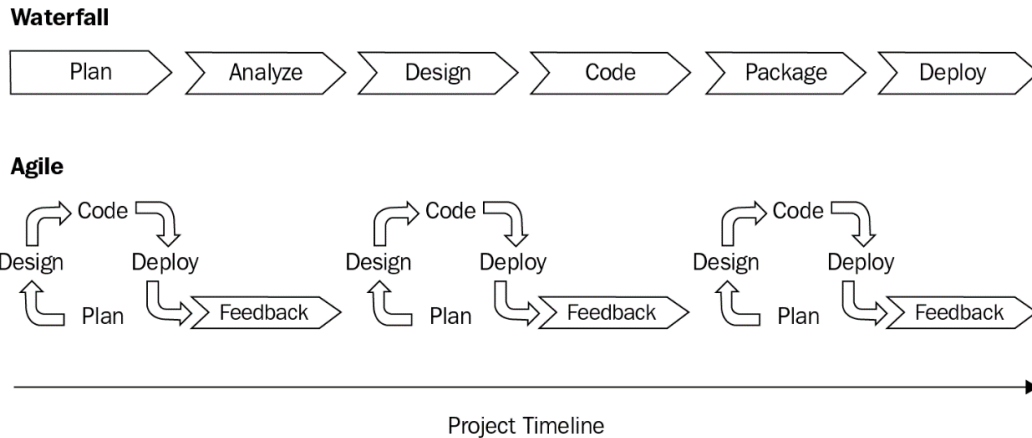 Waterfall
Plan Analyze Design Code Package Deploy
Agile
Code Code Code
Design Deploy Design Deploy Design Deploy
Plan Feedback Plan Feedback Plan Feedback
Project Timeline